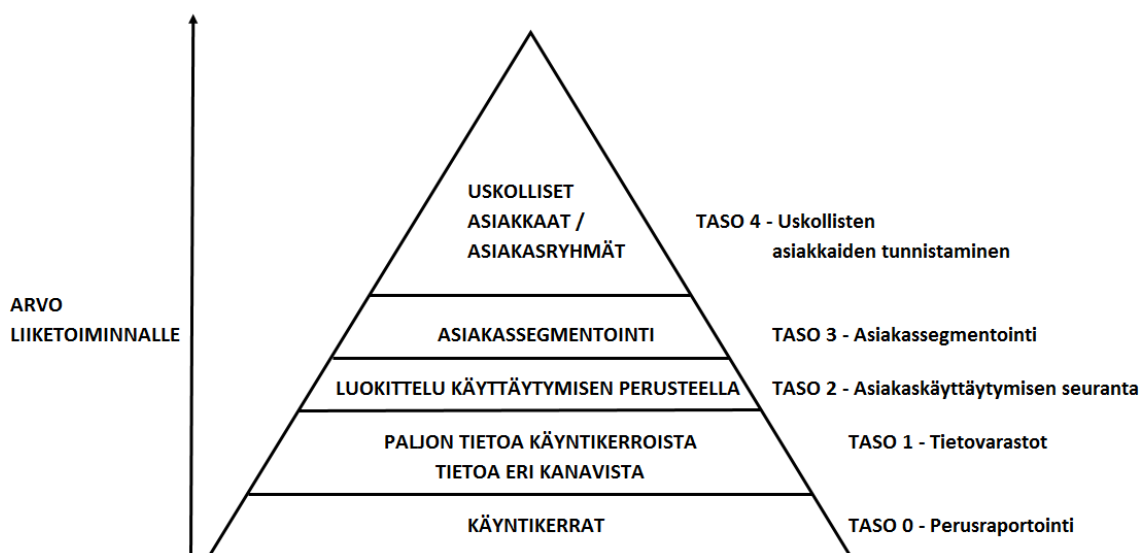 USKOLLISET
ASIAKKAAT /
ASIAKASRYHMÄT
TASO 4 - Uskollisten
asiakkaiden tunnistaminen
ARVO
LIIKETOIMINNALLE
ASIAKASSEGMENTOINTI
TASO 3 - Asiakassegmentointi
LUOKITTELU KÄYTTÄYTYMISEN PERUSTEELLA
TASO 2 - Asiakaskäyttäytymisen seuranta
PALJON TIETOA KÄYNTIKERROISTA
TIETOA ERI KANAVISTA
TASO 1 - Tietovarastot
KÄYNTIKERRAT
TASO 0 - Perusraportointi